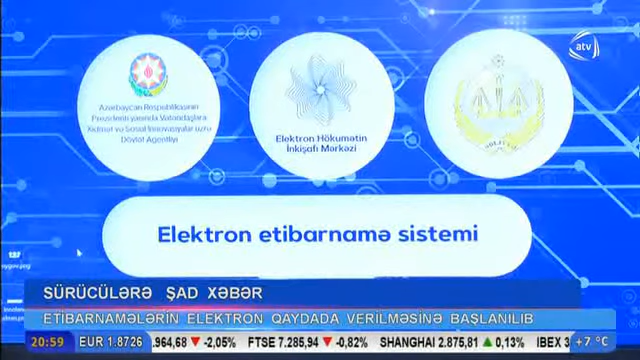 atv
Azərbaycan Respublikasının
Prezidenti yanında Vətəndaşlara
Xidmət və Sosial İnnovasiyalar üzrə
Dövlət Agentliyi
Elektron Hökumətin
İnkişafı Mərkəzi
Elektron etibarnamə sistemi
SÜRÜCÜLƏRƏ ŞAD XƏBƏR
ETİBARNAMƏLƏRİN ELEKTRON QAYDADA VERİLMƏSİNƏ BAŞLANILIB
20:59 EUR 1.8726 ,964,68 ▼ -2,05% FTSE 7.285,94 ▼ -0,82% SHANGHAI 2.875,81 ▲ 0,13% IBEX 3 +7 °C